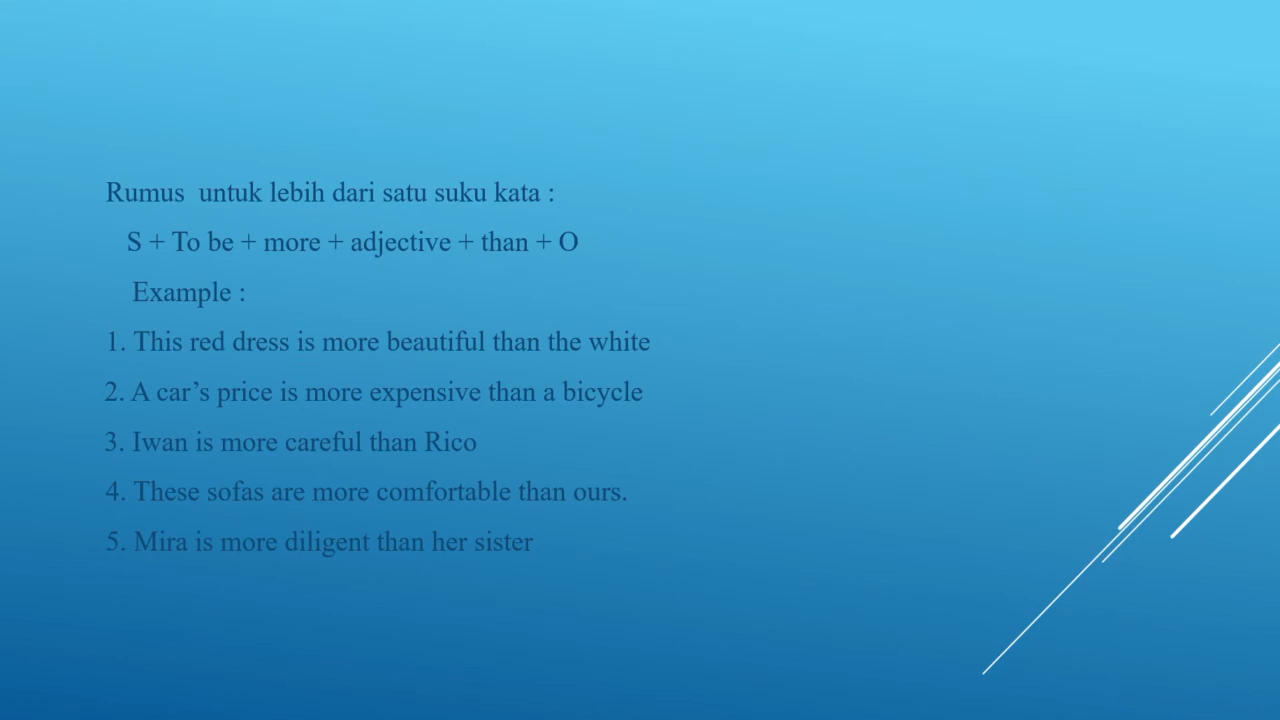 Rumus  untuk lebih dari satu suku kata :
S + To be + more + adjective + than + O
Example :
1. This red dress is more beautiful than the white
2. A car’s price is more expensive than a bicycle
3. Iwan is more careful than Rico
4. These sofas are more comfortable than ours.
5. Mira is more diligent than her sister